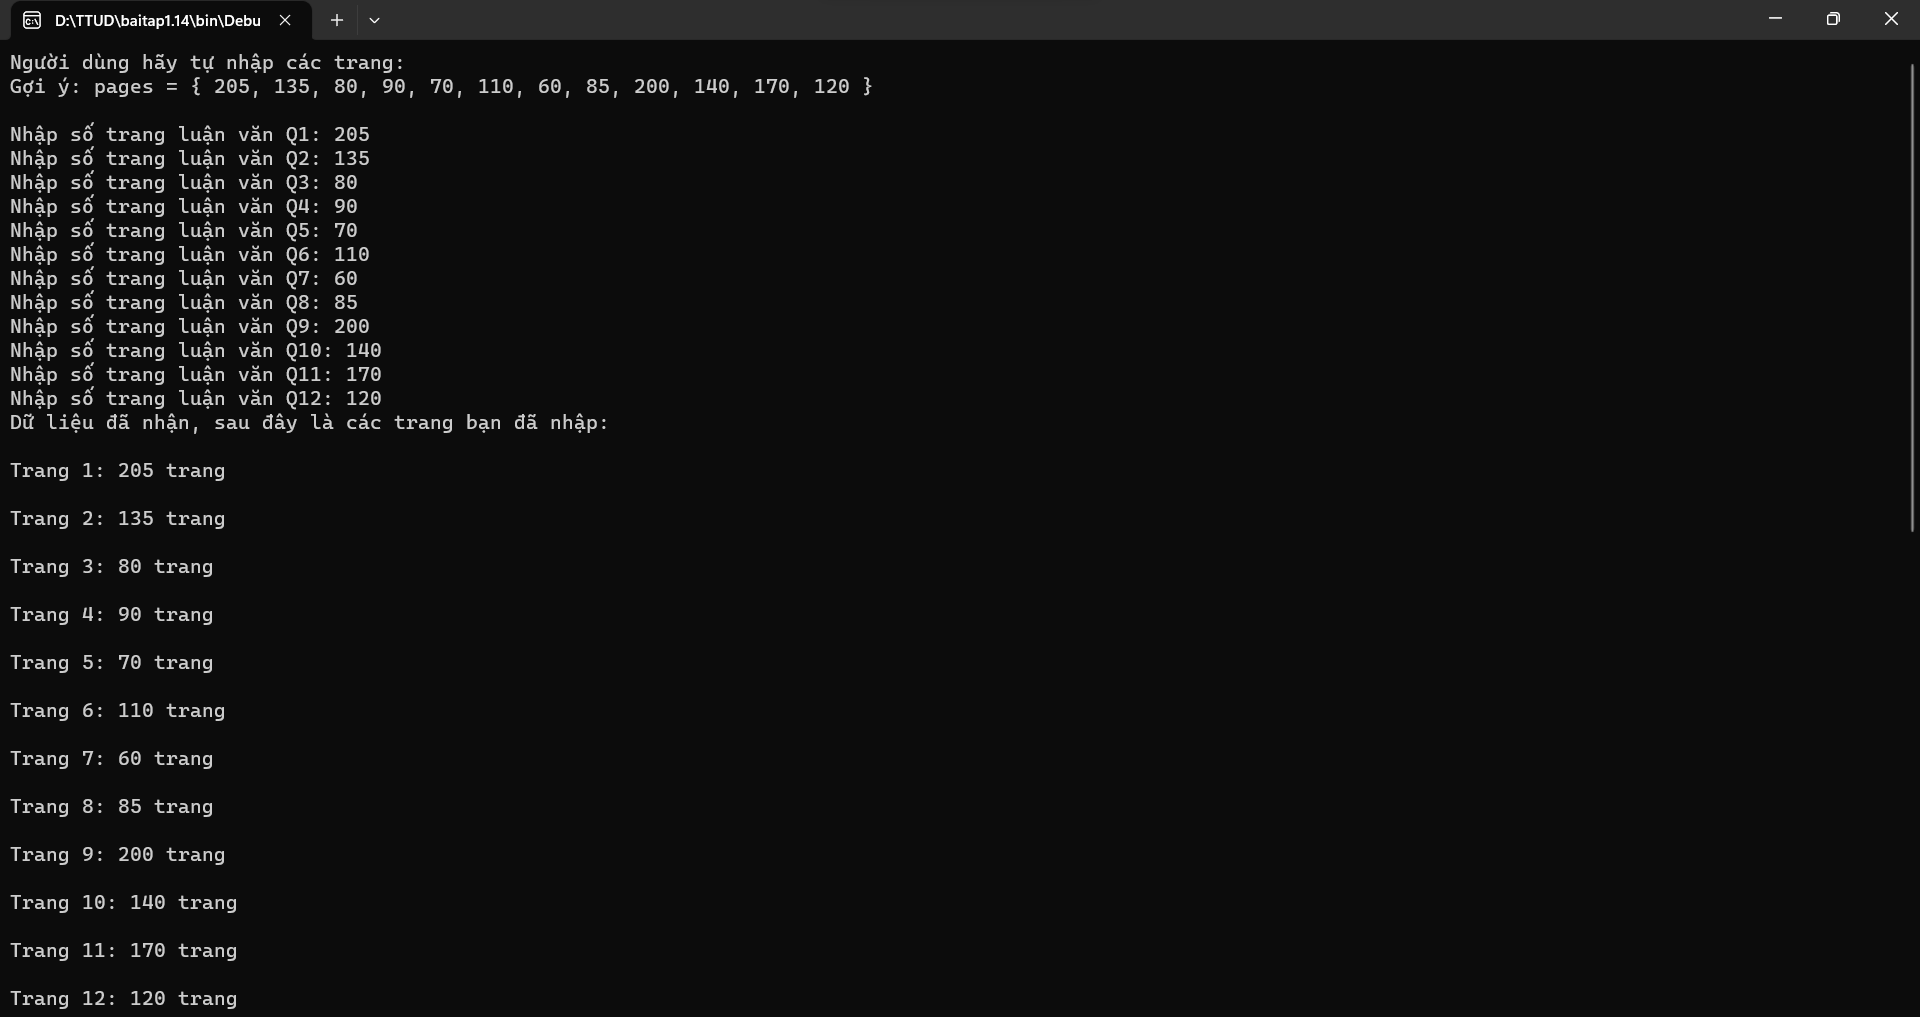 D:\TTUD\baitap1.14\bin\Debu
Người dùng hãy tự nhập các trang:
Gợi ý: pages = { 205, 135, 80, 90, 70, 110, 60, 85, 200, 140, 170, 120 }
Nhập số trang luận văn Q1: 205
Nhập số trang luận văn Q2: 135
Nhập số trang luận văn Q3: 80
Nhập số trang luận văn Q4: 90
Nhập số trang luận văn Q5: 70
Nhập số trang luận văn Q6: 110
Nhập số trang luận văn Q7: 60
Nhập số trang luận văn Q8: 85
Nhập số trang luận văn Q9: 200
Nhập số trang luận văn Q10: 140
Nhập số trang luận văn Q11: 170
Nhập số trang luận văn Q12: 120
Dữ liệu đã nhận, sau đây là các trang bạn đã nhập:
Trang 1: 205 trang
Trang 2: 135 trang
Trang 3: 80 trang
Trang 4: 90 trang
Trang 5: 70 trang
Trang 6: 110 trang
Trang 7: 60 trang
Trang 8: 85 trang
Trang 9: 200 trang
Trang 10: 140 trang
Trang 11: 170 trang
Trang 12: 120 trang